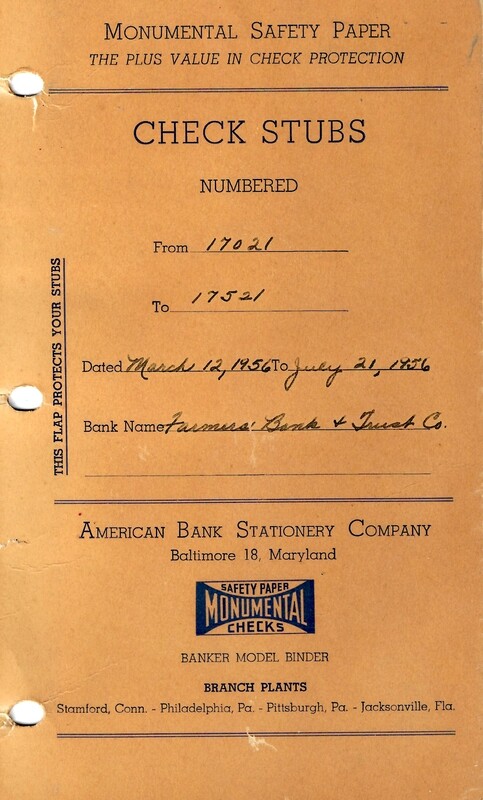 MONUMENTAL SAFETY PAPER
THE PLUS VALUE IN CHECK PROTECTION
CHECK STUBS
NUMBERED
From 17021
To 17521
Dated March 12, 1956 To July 21, 1956
Bank Name Farmers' Bank & Trust Co.
THIS FLAP PROTECTS YOUR STUBS
AMERICAN BANK STATIONERY COMPANY
Baltimore 18, Maryland
SAFETY PAPER
MONUMENTAL
CHECKS
BANKER MODEL BINDER
BRANCH PLANTS
Stamford, Conn. - Philadelphia, Pa. - Pittsburgh, Pa. - Jacksonville, Fla.